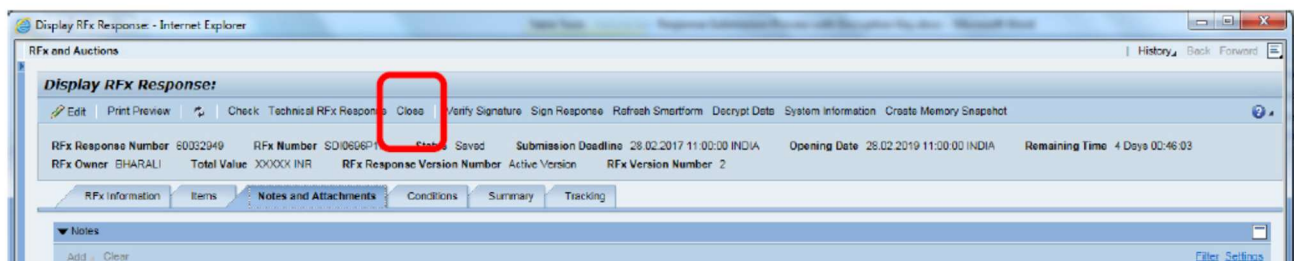 Display RFx Response: - Internet Explorer
RFx and Auctions | History Back Forward
Display RFx Response:
Edit | Print Preview | Check Technical RFx Response Close | Verify Signature Sign Response Refresh Smartform Decrypt Data System Information Create Memory Snapshot
RFx Response Number 60032949 RFx Number SDI0696P1 Status Saved Submission Deadline 28.02.2017 11:00:00 INDIA Opening Date 28.02.2019 11:00:00 INDIA Remaining Time 4 Days 00:46:03
RFx Owner BHARALI Total Value XXXXX INR RFx Response Version Number Active Version RFx Version Number 2
RFx Information Items Notes and Attachments Conditions Summary Tracking
Notes
Add Clear Filter Settings